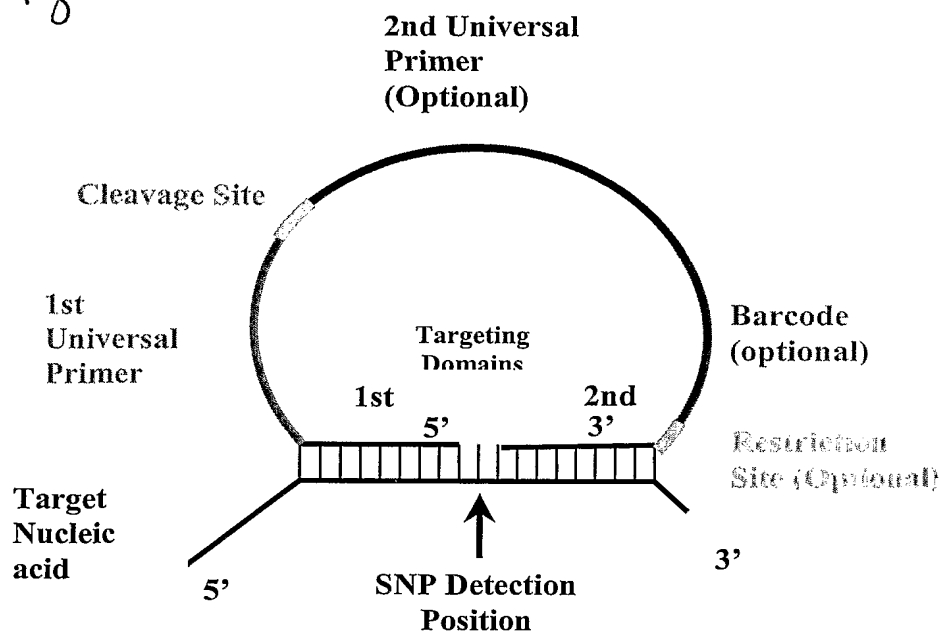 2nd Universal
Primer
(Optional)
Cleavage Site
1st
Universal
Primer
Targeting
Domains
Barcode
(optional)
1st
2nd
5’
3’
Restriction
Site (Optional)
Target
Nucleic
acid
5’
3’
SNP Detection
Position